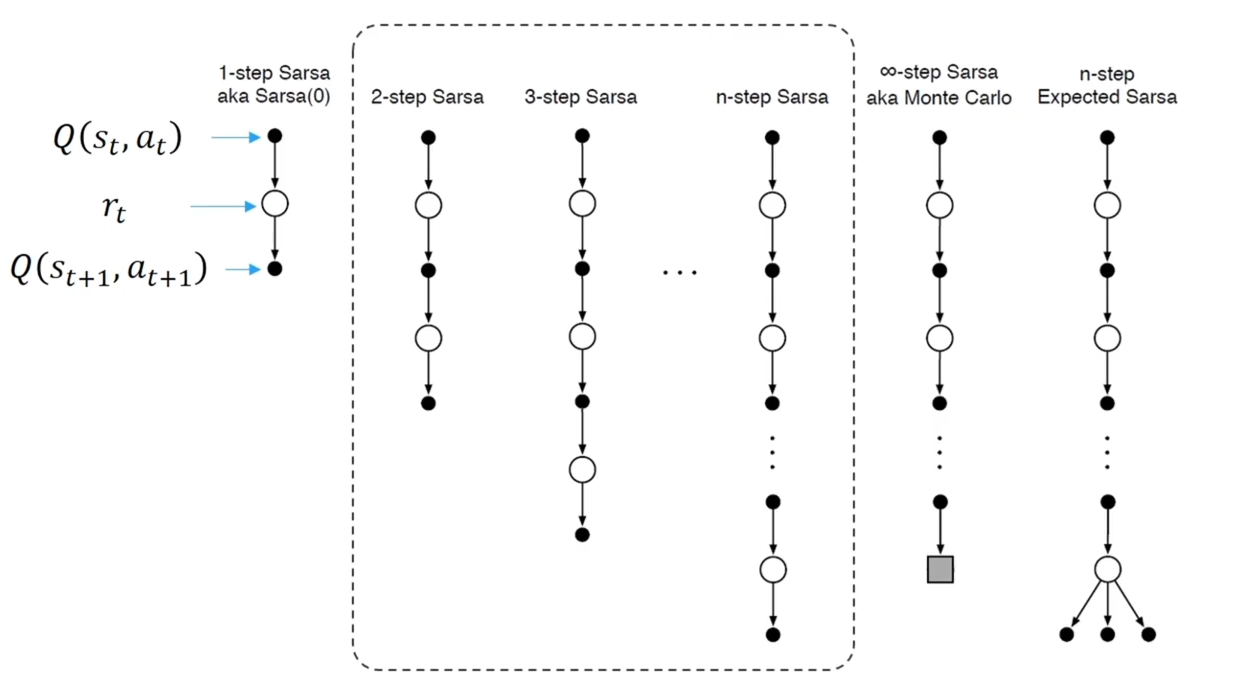 1-step Sarsa
aka Sarsa(0)
2-step Sarsa
3-step Sarsa
n-step Sarsa
∞-step Sarsa
aka Monte Carlo
n-step
Expected Sarsa
Q(s_t, a_t)
r_t
Q(s_{t+1}, a_{t+1})
...